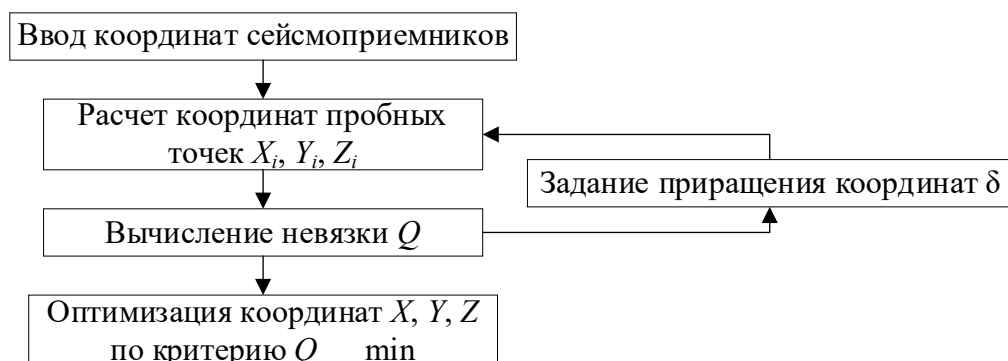 Ввод координат сейсмоприемников
Расчет координат пробных
точек Xi, Yi, Zi
Задание приращения координат δ
Вычисление невязки Q
Оптимизация координат X, Y, Z
по критерию Q min